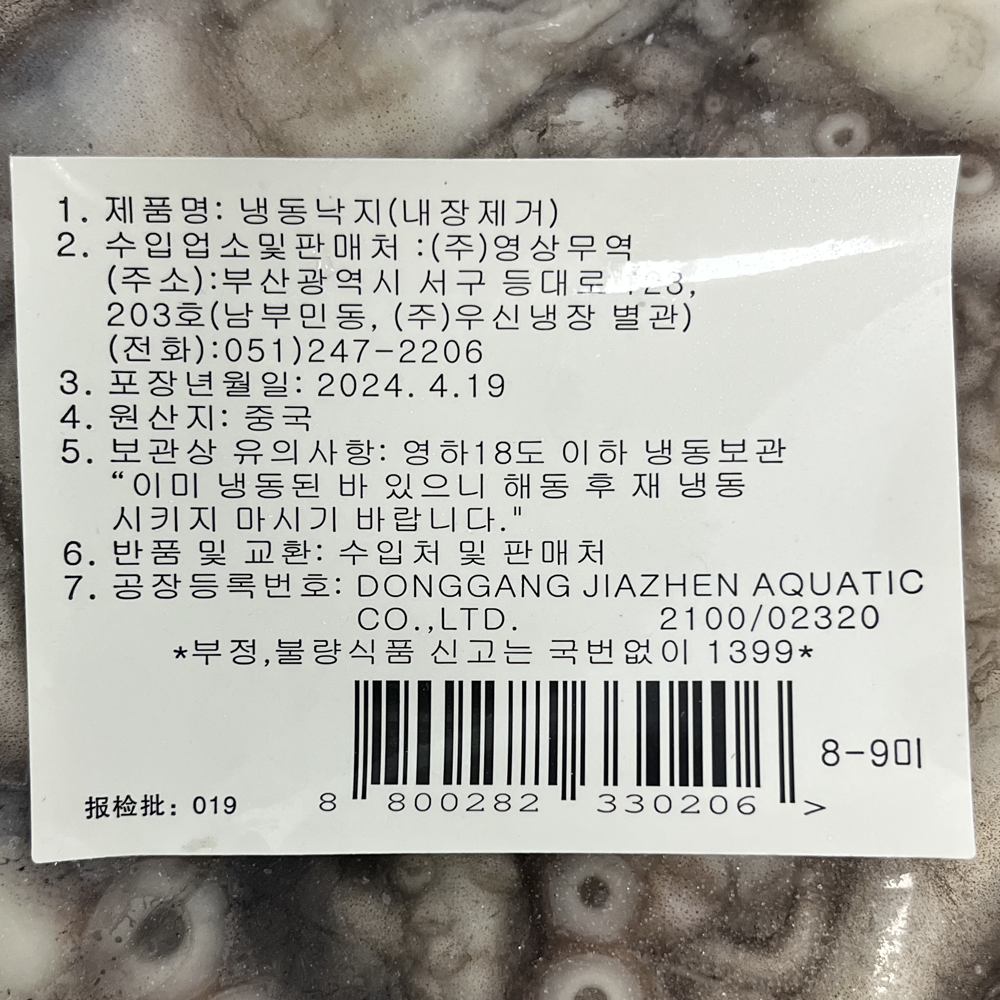 1. 제품명: 냉동낙지(내장제거)
2. 수입업소및판매처 :(주)영상무역
(주소):부산광역시 서구 등대로 123,
203호(남부민동, (주)우신냉장 별관)
(전화):051)247-2206
3. 포장년월일: 2024. 4.19
4. 원산지: 중국
5. 보관상 유의사항: 영하18도 이하 냉동보관
“이미 냉동된 바 있으니 해동 후 재 냉동
시키지 마시기 바랍니다."
6. 반품 및 교환: 수입처 및 판매처
7. 공장등록번호: DONGGANG JIAZHEN AQUATIC
CO.,LTD. 2100/02320
*부정,불량식품 신고는 국번없이 1399*
8-9미
报检批: 019
8 800282 330206 >